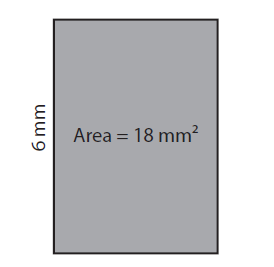 6 mm
Area = 18 mm²